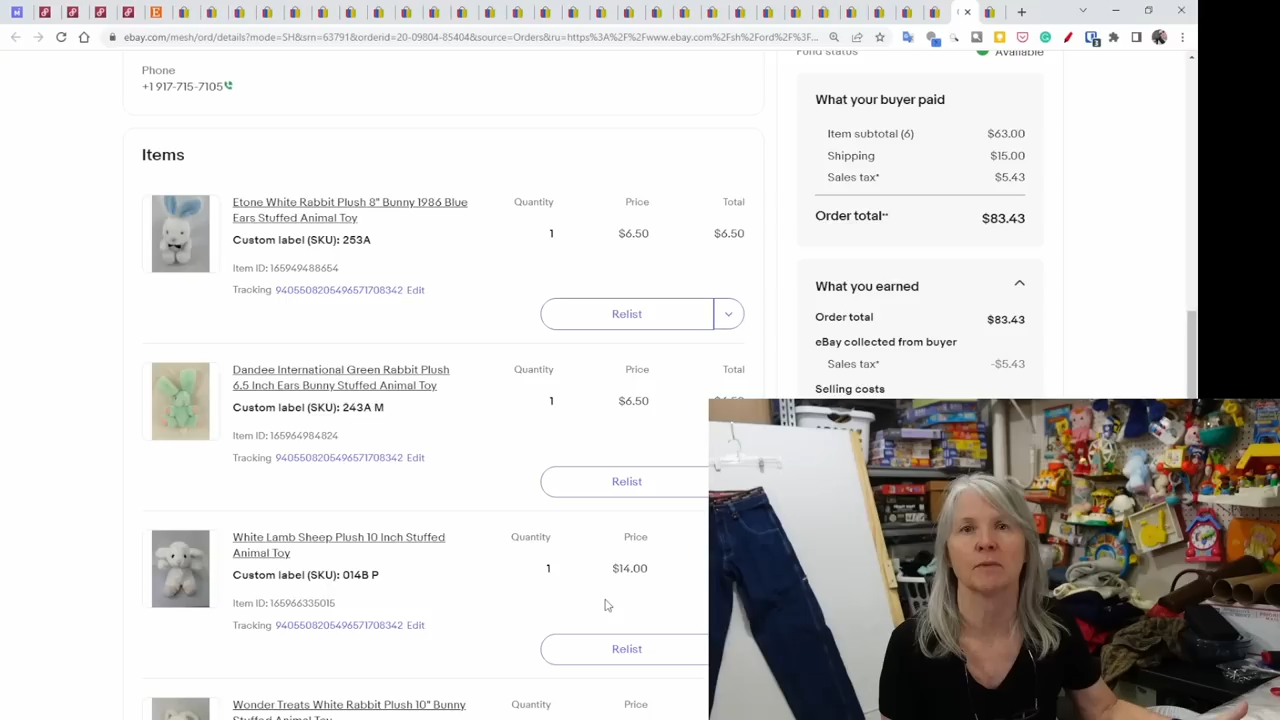 ebay.com/mesh/ord/details?mode=SH&srn=63791&orderid=20-09804-85404&source=Orders&ru=https%3A%2F%2Fwww.ebay.com%2Fsh%2Ford%2F%3F...
Phone
+1 917-715-7105
Items
Etone White Rabbit Plush 8" Bunny 1986 Blue
Ears Stuffed Animal Toy
Custom label (SKU): 253A
Item ID: 165949488654
Tracking 9405508205496571708342 Edit
Quantity Price Total
1 $6.50 $6.50
Relist
Dandee International Green Rabbit Plush
6.5 Inch Ears Bunny Stuffed Animal Toy
Custom label (SKU): 243A M
Item ID: 165964984824
Tracking 9405508205496571708342 Edit
Quantity Price Total
1 $6.50 $6.50
Relist
White Lamb Sheep Plush 10 Inch Stuffed
Animal Toy
Custom label (SKU): 014B P
Item ID: 165966335015
Tracking 9405508205496571708342 Edit
Quantity Price
1 $14.00
Relist
Wonder Treats White Rabbit Plush 10" Bunny
Stuffed Animal Toy
Quantity Price
Fund status Available
What your buyer paid
Item subtotal (6) $63.00
Shipping $15.00
Sales tax* $5.43
Order total** $83.43
What you earned
Order total $83.43
eBay collected from buyer
Sales tax* -$5.43
Selling costs